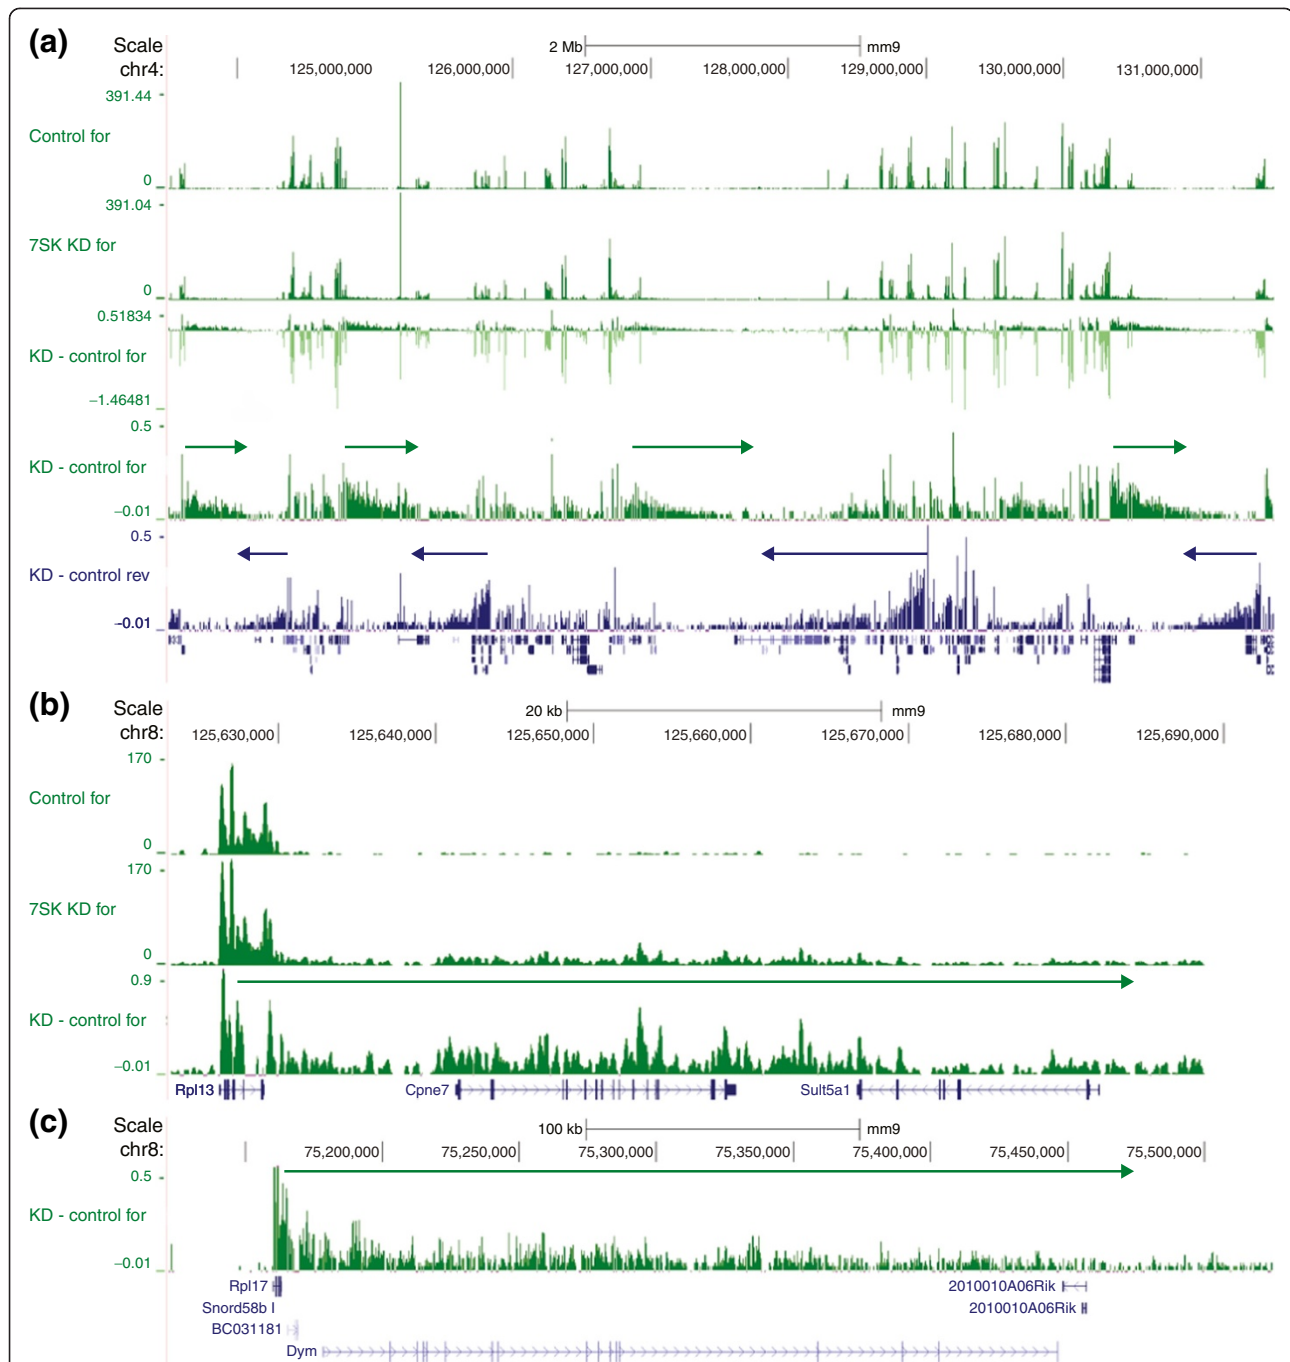 (a)
Scale 2 Mb mm9
chr4: 125,000,000 126,000,000 127,000,000 128,000,000 129,000,000 130,000,000 131,000,000
391.44
Control for
0
391.04
7SK KD for
0
0.51834
KD - control for
−1.46481
0.5
KD - control for
−0.01
0.5
KD - control rev
−0.01
(b)
Scale 20 kb mm9
chr8: 125,630,000 125,640,000 125,650,000 125,660,000 125,670,000 125,680,000 125,690,000
170
Control for
0
170
7SK KD for
0
0.9
KD - control for
−0.01
Rpl13 Cpne7 Sult5a1
(c)
Scale 100 kb mm9
chr8: 75,200,000 75,250,000 75,300,000 75,350,000 75,400,000 75,450,000 75,500,000
0.5
KD - control for
−0.01
Rpl17 2010010A06Rik
Snord58b 2010010A06Rik
BC031181
Dym